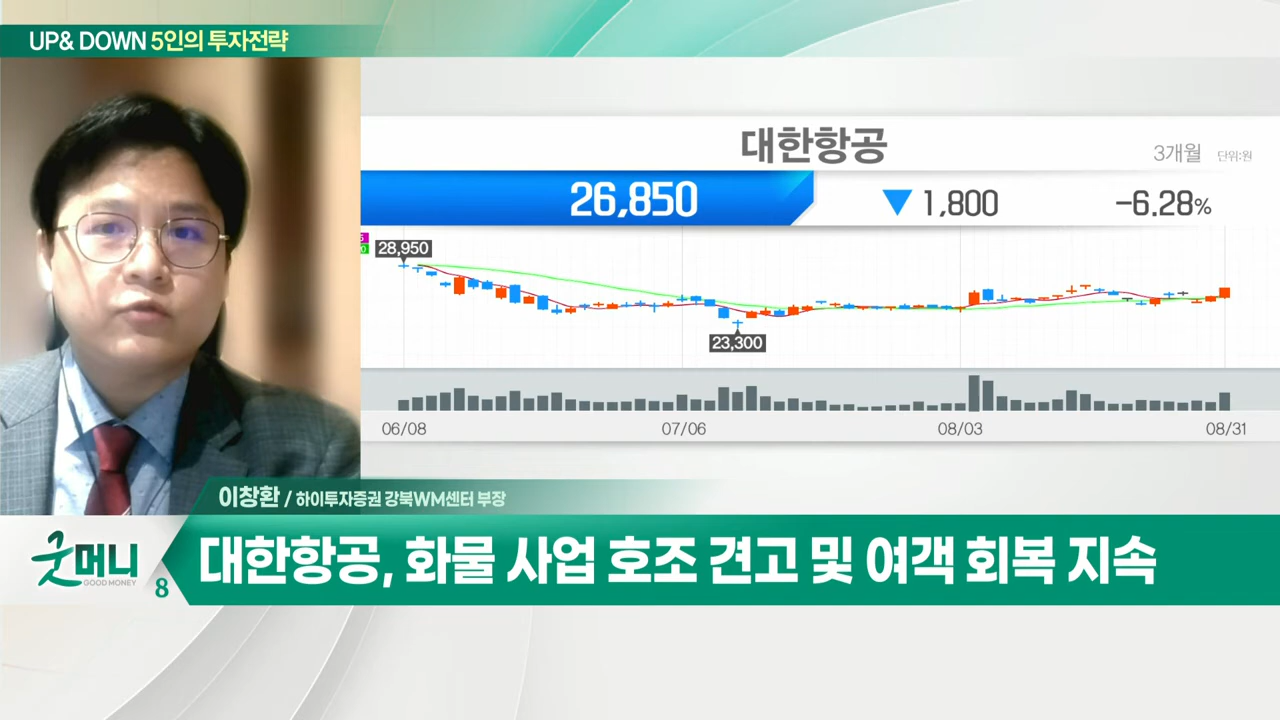 UP& DOWN 5인의 투자전략
대한항공
3개월 단위:원
26,850 ▼ 1,800 -6.28%
28,950
23,300
06/08 07/06 08/03 08/31
이창환 / 하이투자증권 강북WM센터 부장
굿머니
GOOD MONEY
8
대한항공, 화물 사업 호조 견고 및 여객 회복 지속